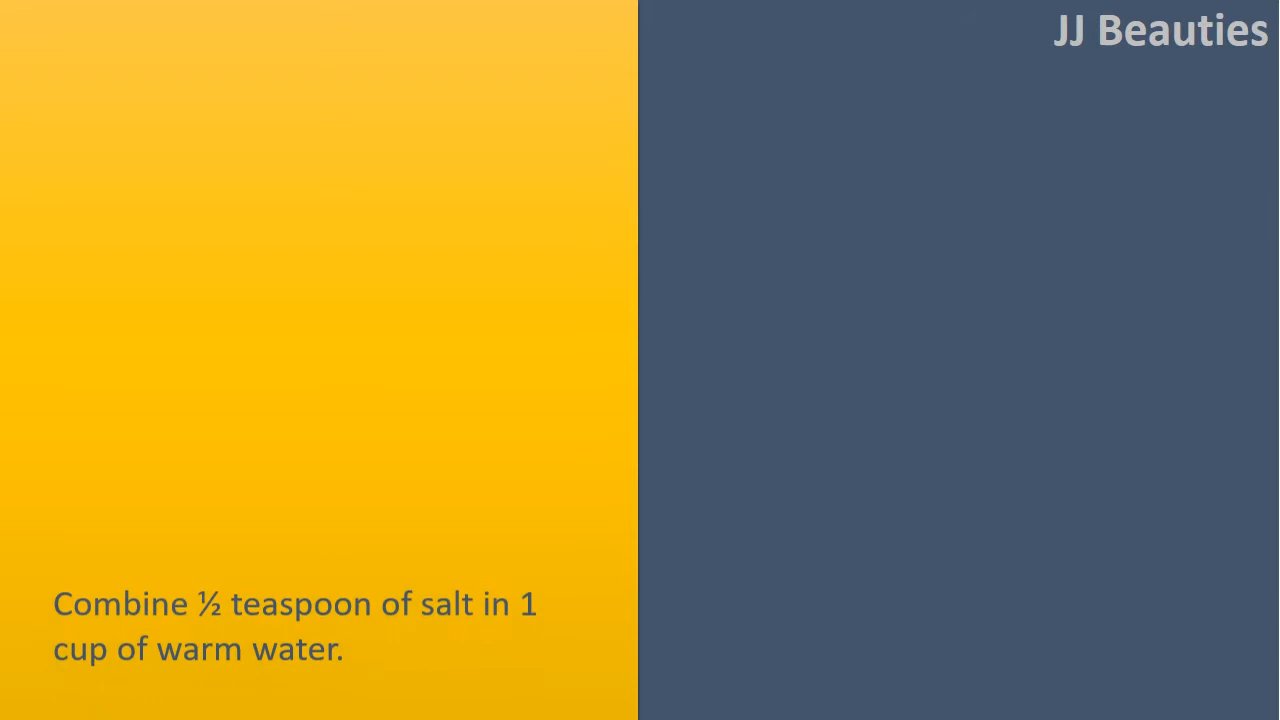 JJ Beauties
Combine ½ teaspoon of salt in 1
cup of warm water.